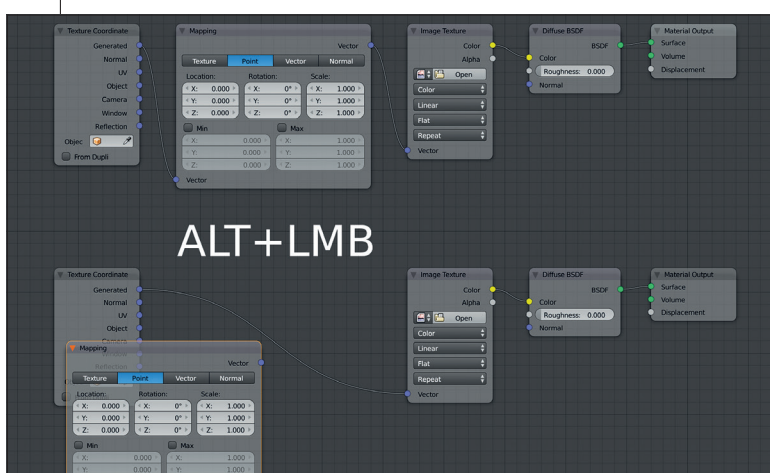 Texture Coordinate
Generated
Normal
UV
Object
Camera
Window
Reflection
Objec
From Dupli
Mapping
Vector
Texture Point Vector Normal
Location: Rotation: Scale:
X: 0.000 X: 0° X: 1.000
Y: 0.000 Y: 0° Y: 1.000
Z: 0.000 Z: 0° Z: 1.000
Min Max
X: 0.000 X: 1.000
Y: 0.000 Y: 1.000
Z: 0.000 Z: 1.000
Vector
Image Texture
Color
Alpha
Open
Color
Linear
Flat
Repeat
Vector
Diffuse BSDF
BSDF
Color
Roughness: 0.000
Normal
Material Output
Surface
Volume
Displacement
ALT+LMB
Texture Coordinate
Generated
Normal
UV
Object
Camera
Window
Reflection
Mapping
Vector
Texture Point Vector Normal
Location: Rotation: Scale:
X: 0.000 X: 0° X: 1.000
Y: 0.000 Y: 0° Y: 1.000
Z: 0.000 Z: 0° Z: 1.000
Min Max
X: 0.000 X: 1.000
Y: 0.000 Y: 1.000
Image Texture
Color
Alpha
Open
Color
Linear
Flat
Repeat
Vector
Diffuse BSDF
BSDF
Color
Roughness: 0.000
Normal
Material Output
Surface
Volume
Displacement